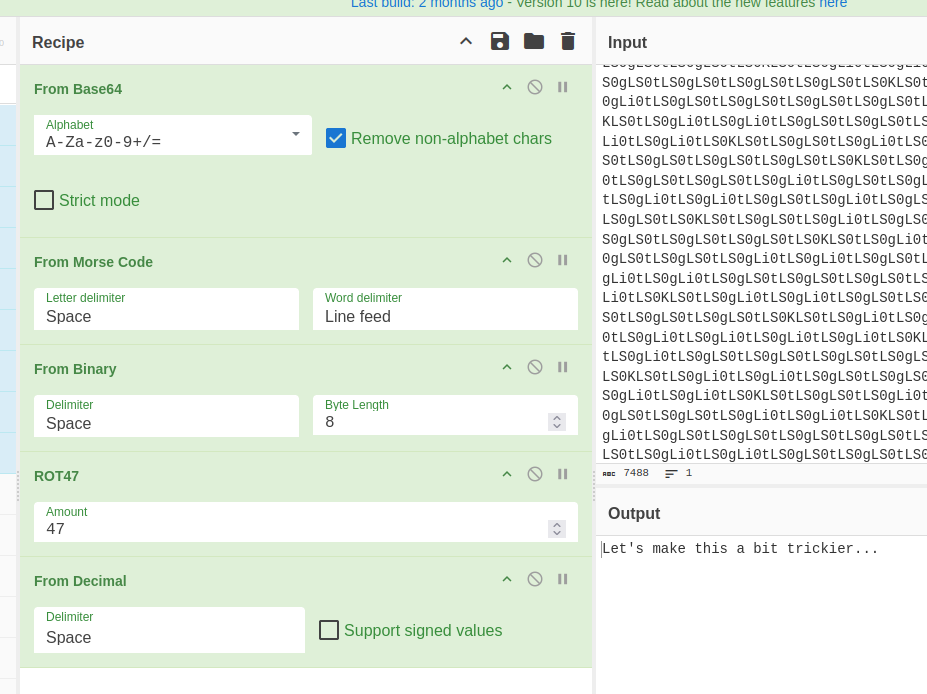 Last build: 2 months ago - Version 10 is here! Read about the new features here
Recipe
From Base64
Alphabet
A-Za-z0-9+/=
Remove non-alphabet chars
Strict mode
From Morse Code
Letter delimiter
Space
Word delimiter
Line feed
From Binary
Delimiter
Space
Byte Length
8
ROT47
Amount
47
From Decimal
Delimiter
Space
Support signed values
Input
S0gLS0tLS0gLS0tLS0gLS0tLS0gLS0tLS0KLS0t
0gLi0tLS0gLS0tLS0gLS0tLS0gLS0tLS0gLS0tL
KLS0tLS0gLi0tLS0gLi0tLS0gLS0tLS0gLS0tLS
Li0tLS0gLi0tLS0KLS0tLS0gLS0tLS0gLi0tLS0
S0tLS0gLS0tLS0gLS0tLS0gLS0tLS0KLS0tLS0g
0tLS0gLS0tLS0gLS0tLS0gLi0tLS0gLS0tLS0gL
tLS0gLi0tLS0gLi0tLS0gLS0tLS0gLi0tLS0gLS
LS0gLS0tLS0KLS0tLS0gLS0tLS0gLi0tLS0gLS0
S0gLS0tLS0gLS0tLS0gLS0tLS0KLS0tLS0gLi0t
0gLS0tLS0gLS0tLS0gLi0tLS0gLi0tLS0gLS0tL
gLi0tLS0gLi0tLS0gLS0tLS0gLS0tLS0gLS0tLS
Li0tLS0KLS0tLS0gLi0tLS0gLi0tLS0gLS0tLS0
S0tLS0gLS0tLS0gLS0tLS0KLS0tLS0gLi0tLS0g
0tLS0gLi0tLS0gLi0tLS0gLi0tLS0gLi0tLS0KL
tLS0gLi0tLS0gLS0tLS0gLS0tLS0gLS0tLS0gLS
LS0KLS0tLS0gLi0tLS0gLi0tLS0gLS0tLS0gLS0
S0gLi0tLS0gLi0tLS0KLS0tLS0gLS0tLS0gLi0t
0gLS0tLS0gLS0tLS0gLi0tLS0gLi0tLS0KLS0tL
gLi0tLS0gLS0tLS0gLS0tLS0gLS0tLS0gLS0tLS
LS0tLS0gLi0tLS0gLi0tLS0gLS0tLS0gLS0tLS0
7488
1
Output
Let's make this a bit trickier...